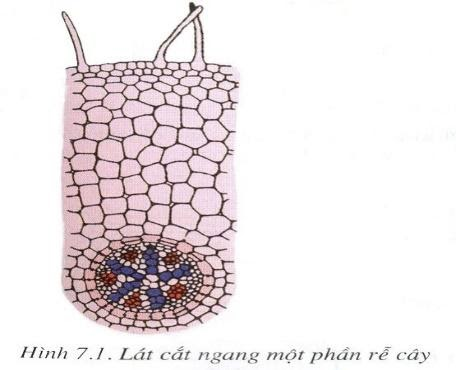 Hình 7.1. Lát cắt ngang một phần rễ cây